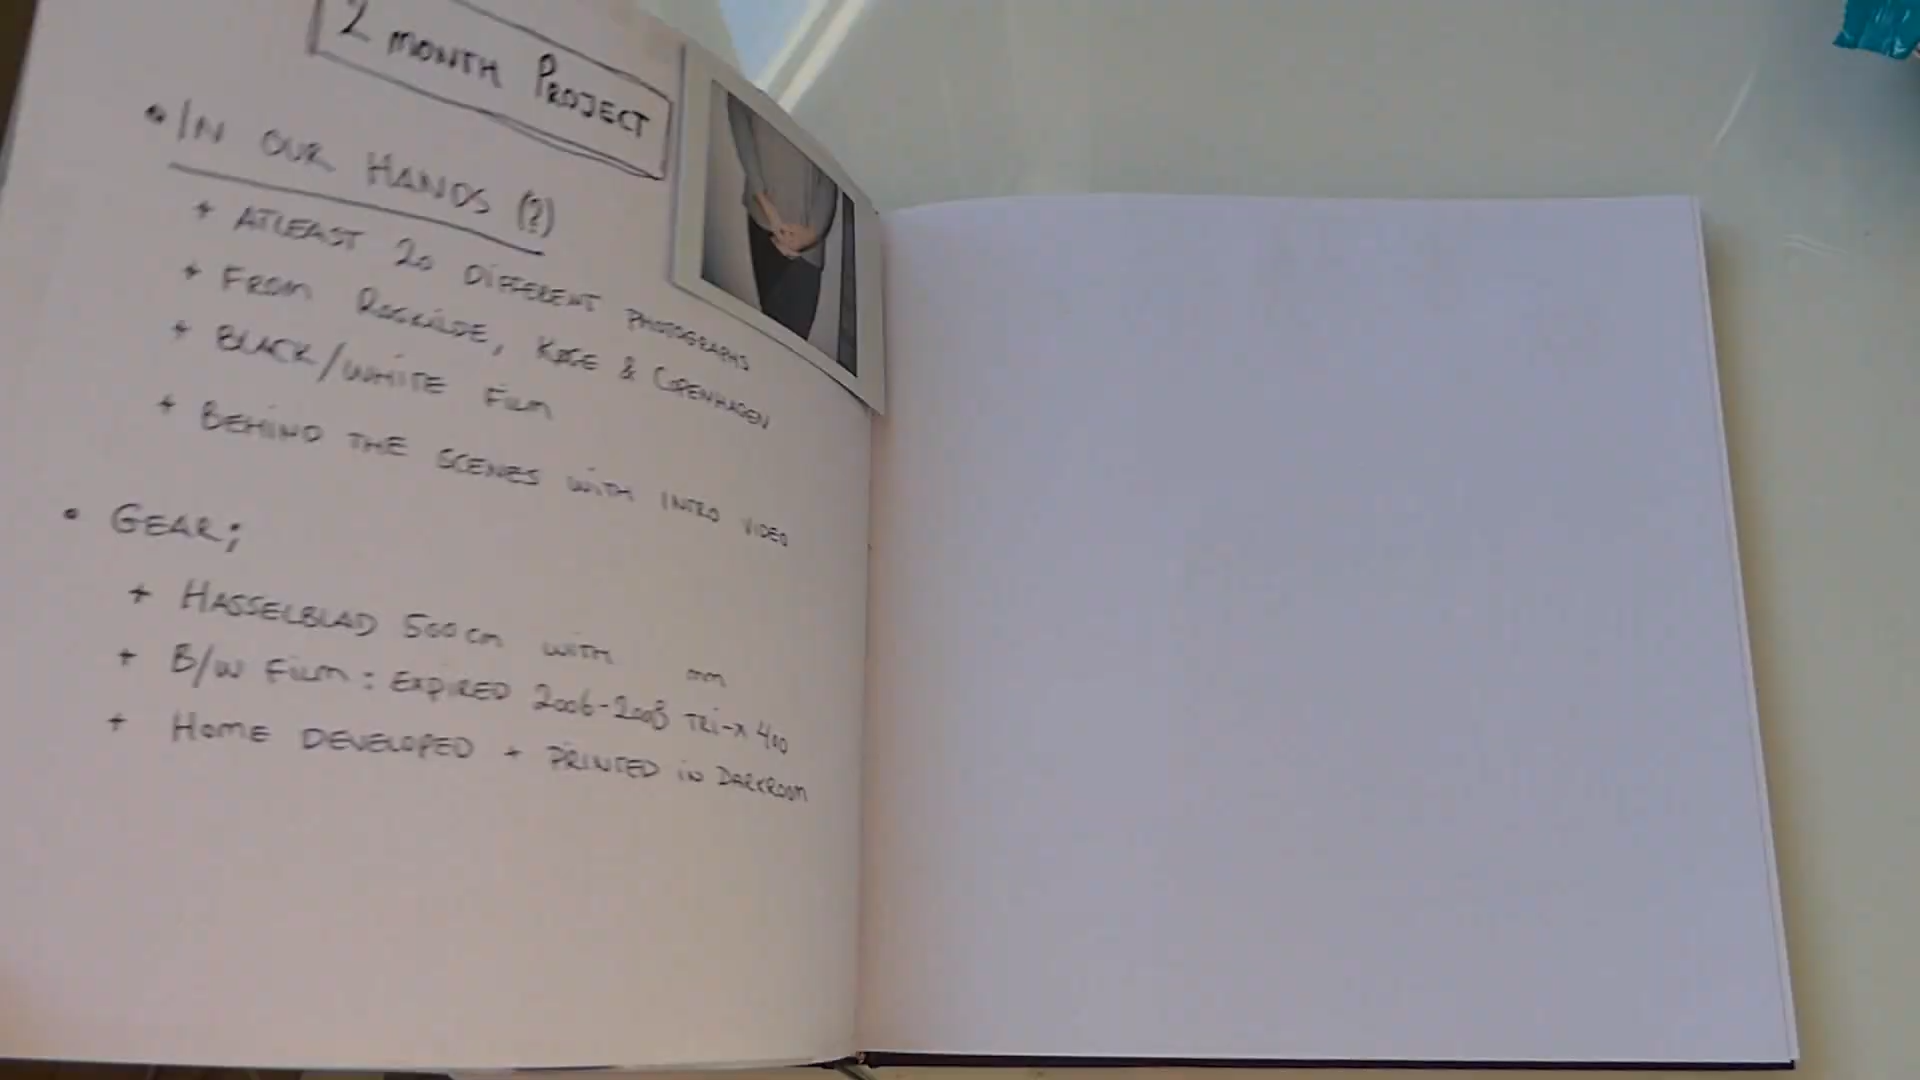 2 MONTH PROJECT
• IN OUR HANDS (?)
+ ATLEAST 20 DIFFERENT PHOTOGRAPHS
+ FROM ROSKILDE, KØGE & COPENHAGEN
+ BLACK/WHITE FILM
+ BEHIND THE SCENES WITH INTRO VIDEO
• GEAR;
+ HASSELBLAD 500cm WITH mm
+ B/W FILM: EXPIRED 2006-2008 TRI-X 400
+ HOME DEVELOPED + PRINTED IN DARKROOM